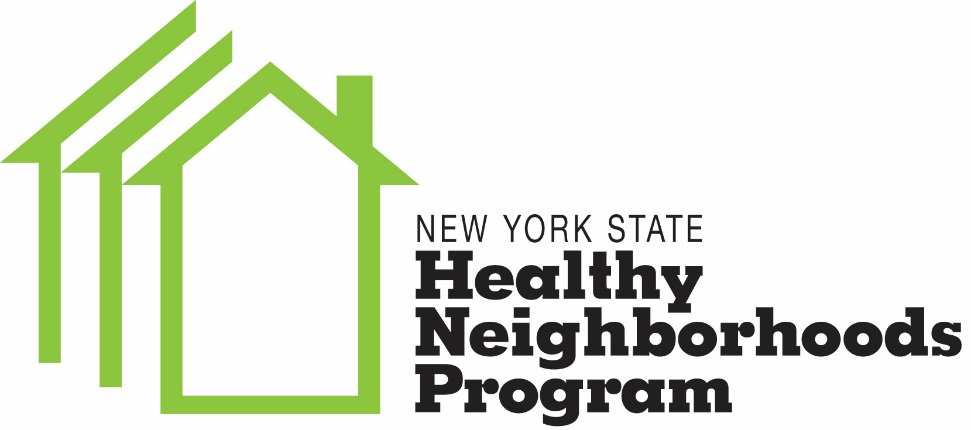 NEW YORK STATE
Healthy
Neighborhoods
Program